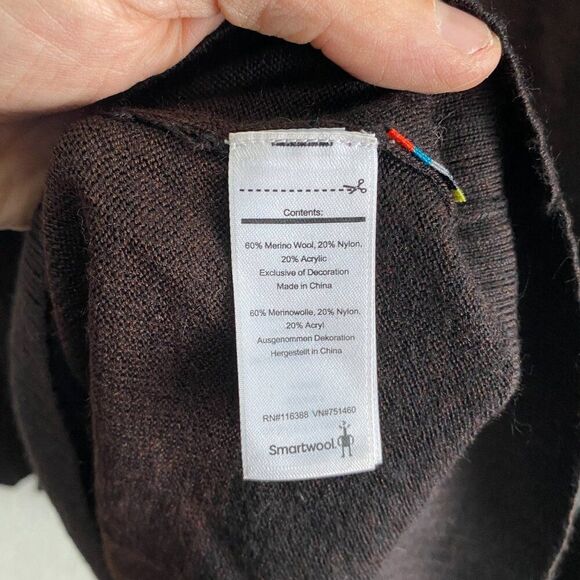 Contents:
60% Merino Wool, 20% Nylon,
20% Acrylic
Exclusive of Decoration
Made in China
60% Merinowolle, 20% Nylon,
20% Acryl
Ausgenommen Dekoration
Hergestellt in China
RN#116388 VN#751460
Smartwool